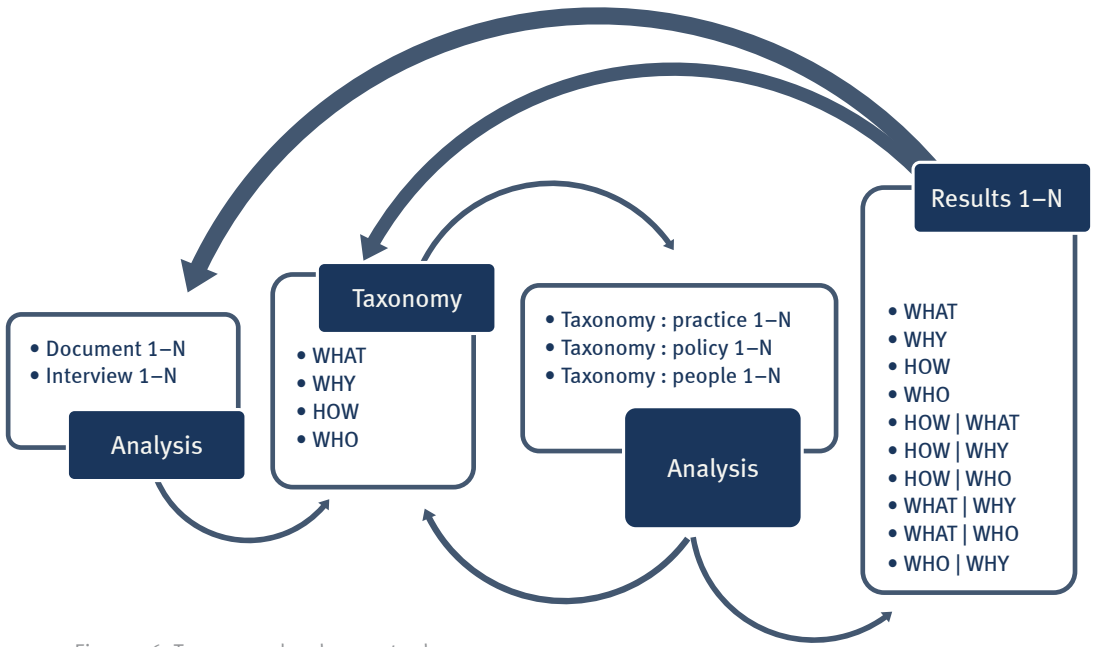 Results 1–N
Taxonomy
• Document 1–N
• Interview 1–N
Analysis
• WHAT
• WHY
• HOW
• WHO
• Taxonomy : practice 1–N
• Taxonomy : policy 1–N
• Taxonomy : people 1–N
Analysis
• WHAT
• WHY
• HOW
• WHO
• HOW | WHAT
• HOW | WHY
• HOW | WHO
• WHAT | WHY
• WHAT | WHO
• WHO | WHY